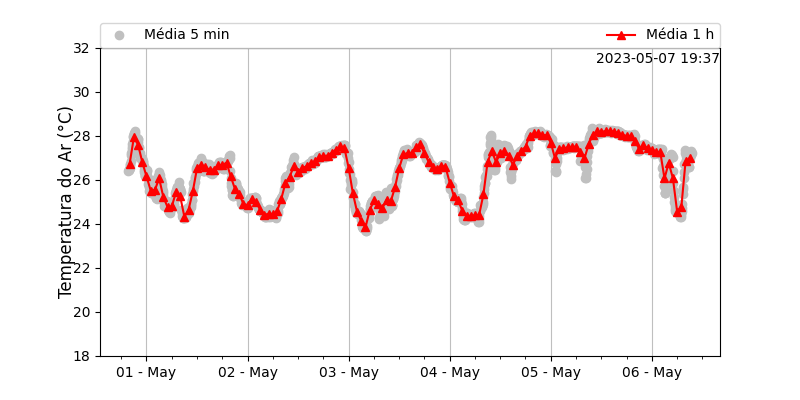 Média 5 min
Média 1 h
2023-05-07 19:37
Temperatura do Ar (°C)
32
30
28
26
24
22
20
18
01 - May
02 - May
03 - May
04 - May
05 - May
06 - May